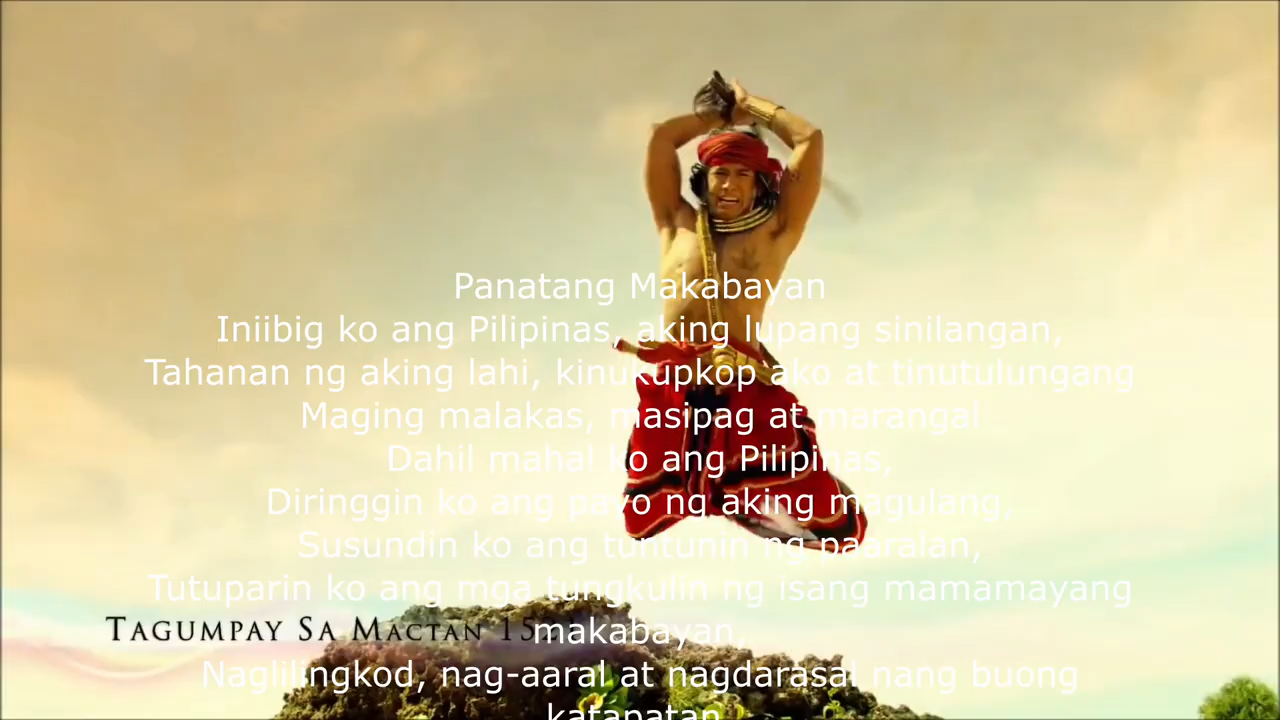 Panatang Makabayan
Iniibig ko ang Pilipinas, aking lupang sinilangan,
Tahanan ng aking lahi, kinukupkop ako at tinutulungang
Maging malakas, masipag at marangal
Dahil mahal ko ang Pilipinas,
Diringgin ko ang payo ng aking magulang,
Susundin ko ang tuntunin ng paaralan,
Tutuparin ko ang mga tungkulin ng isang mamamayang
makabayan,
Tagumpay Sa Mactan
Naglilingkod, nag-aaral at nagdarasal nang buong
katapatan